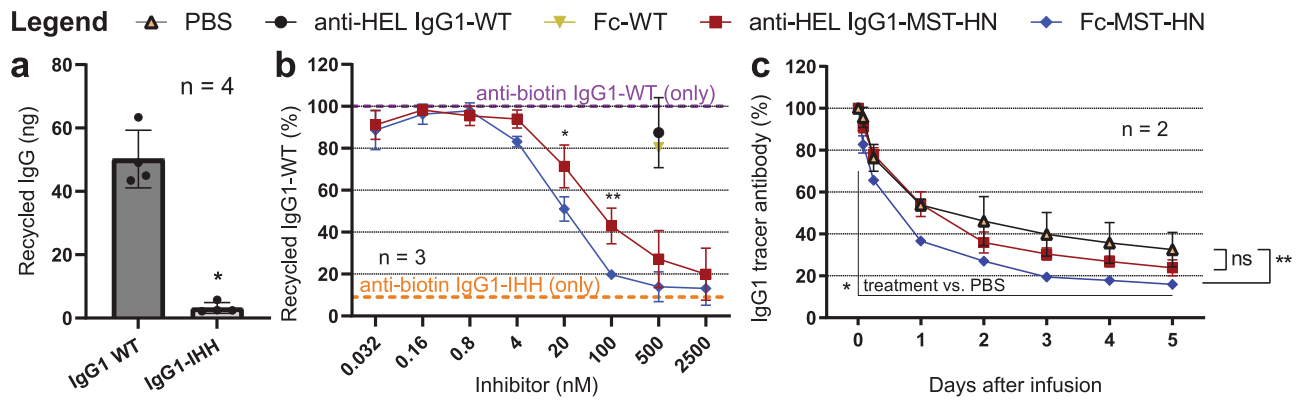 Legend PBS anti-HEL IgG1-WT Fc-WT anti-HEL IgG1-MST-HN Fc-MST-HN
a
Recycled IgG (ng)
80
60
40
20
0
n = 4
*
IgG1 WT
IgG1-IHH
b
Recycled IgG1-WT (%)
120
100
80
60
40
20
0
anti-biotin IgG1-WT (only)
*
**
n = 3
anti-biotin IgG1-IHH (only)
0.032 0.16 0.8 4 20 100 500 2500
Inhibitor (nM)
c
IgG1 tracer antibody (%)
120
100
80
60
40
20
0
n = 2
ns
**
* treatment vs. PBS
0 1 2 3 4 5
Days after infusion